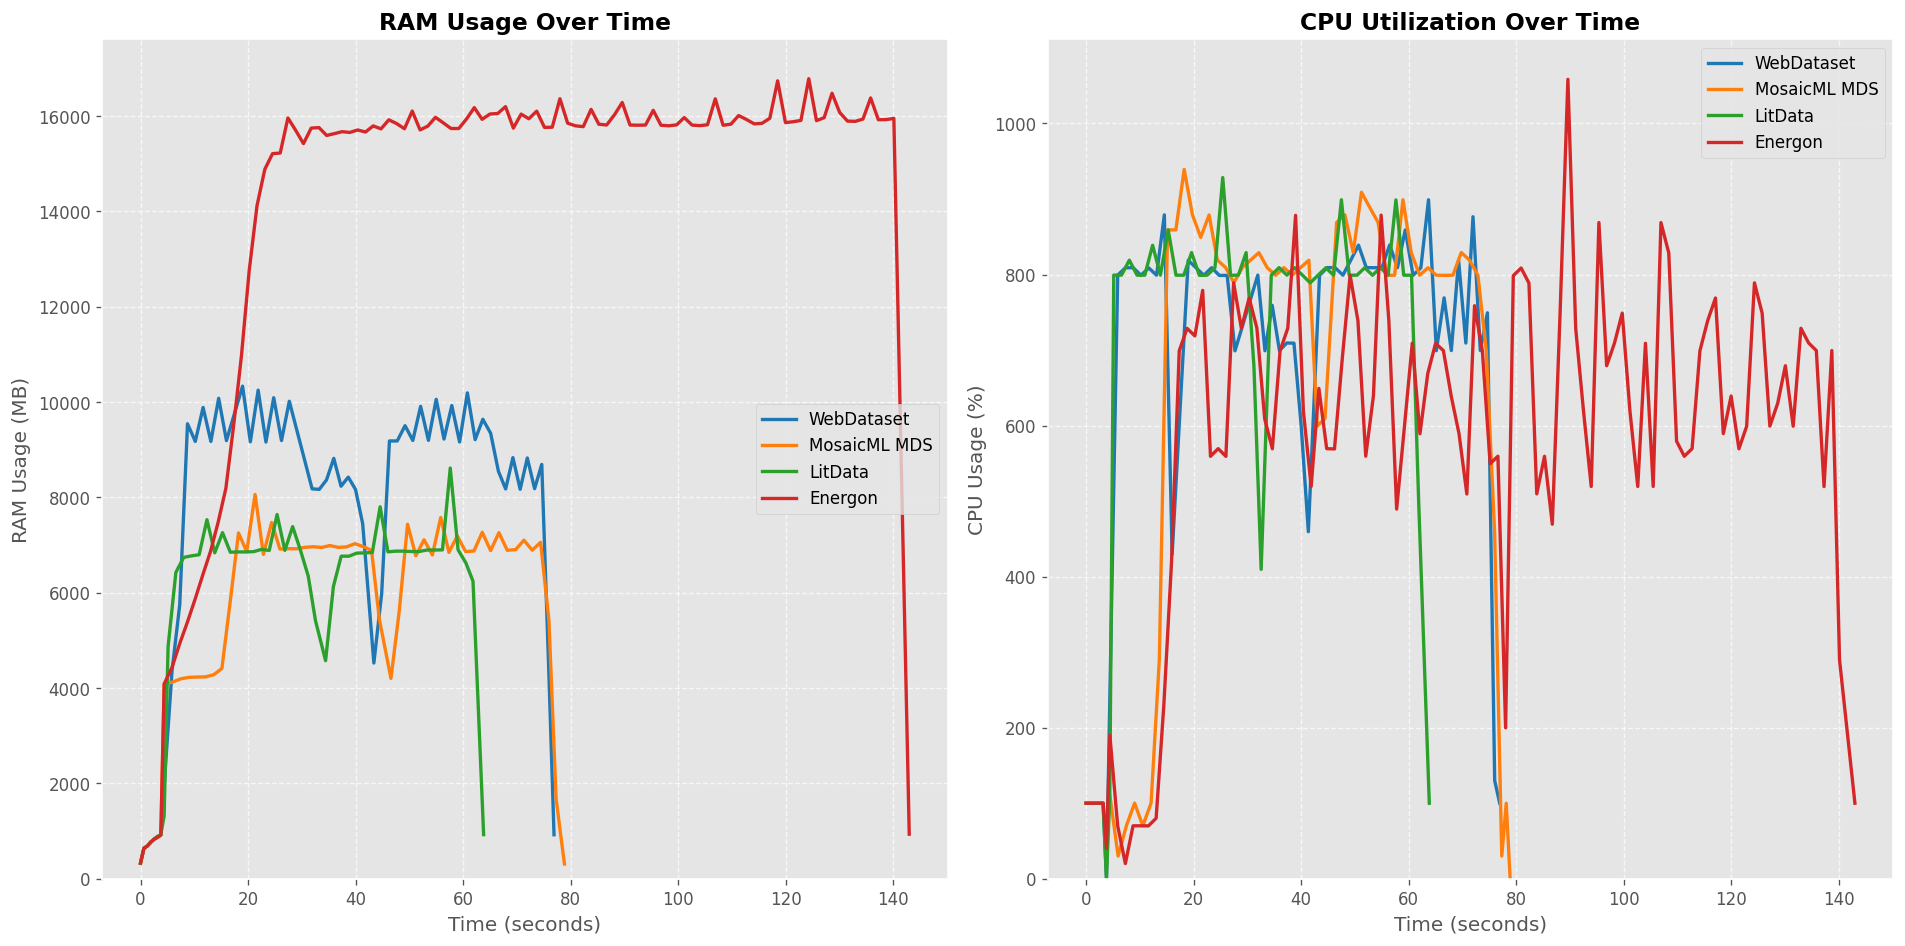 RAM Usage Over Time
RAM Usage (MB)
16000
14000
12000
10000
8000
6000
4000
2000
0
WebDataset
MosaicML MDS
LitData
Energon
0 20 40 60 80 100 120 140
Time (seconds)
CPU Utilization Over Time
CPU Usage (%)
1000
800
600
400
200
0
WebDataset
MosaicML MDS
LitData
Energon
0 20 40 60 80 100 120 140
Time (seconds)